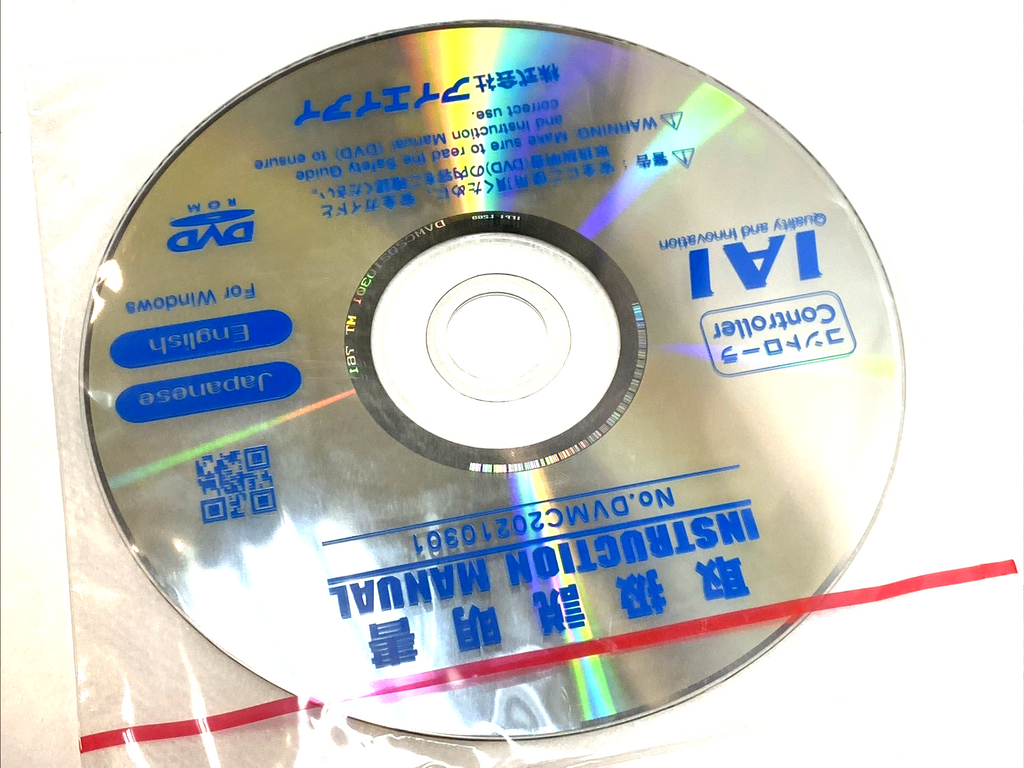 取扱説明書
INSTRUCTION MANUAL
No.DVMC20210301
コントローラ
Controller
IAI
Quality and Innovation
Japanese
English
For Windows
DVD
ROM
警告：安全にご使用頂くために、安全ガイドと
取扱説明書(DVD)の内容をご確認ください。
WARNING Make sure to read the Safety Guide
and Instruction Manual (DVD) to ensure
correct use.
株式会社アイエイアイ